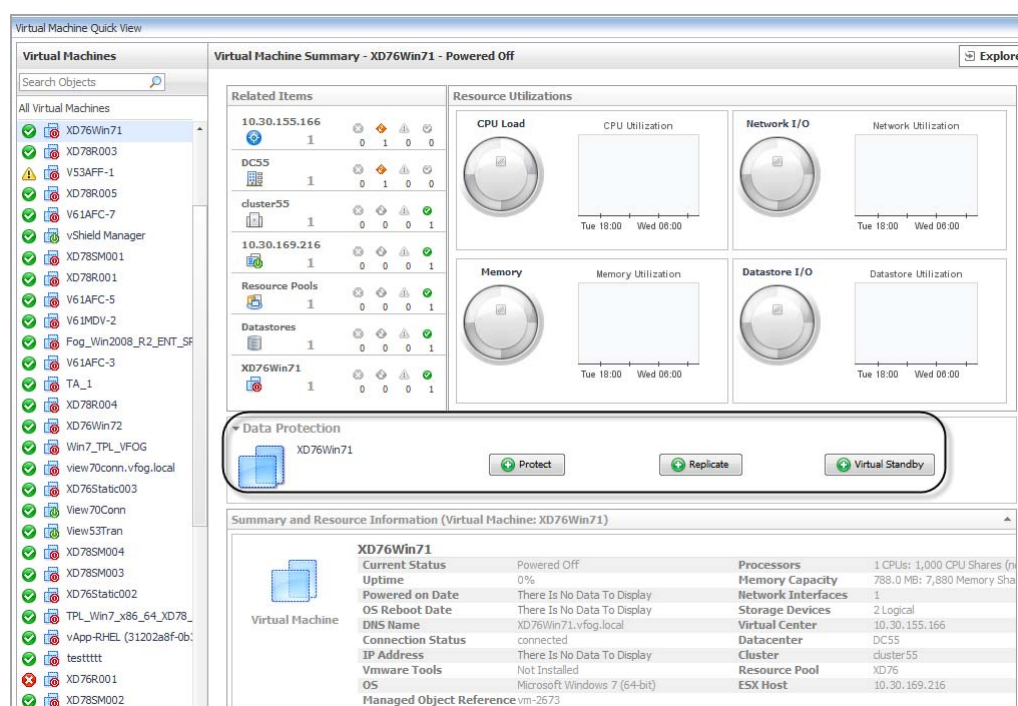 Virtual Machine Quick View
Virtual Machines
Search Objects
All Virtual Machines
XD76Win71
XD78R003
V53AFF-1
XD78R005
V61AFC-7
vShield Manager
XD78SM001
XD78R001
V61AFC-5
V61MDV-2
Fog_Win2008_R2_ENT_SP
V61AFC-3
TA_1
XD78R004
XD76Win72
Win7_TPL_VFOG
view70conn.vfog.local
XD76Static003
View70Conn
View53Tran
XD78SM004
XD78SM003
XD76Static002
TPL_Win7_x86_64_XD78_
vApp-RHEL (31202a8f-0b
testtttt
XD76R001
XD78SM002
Virtual Machine Summary - XD76Win71 - Powered Off
Explore
Related Items
10.30.155.166
1 0 1 0 0
DC55
1 0 1 0 0
cluster55
1 0 0 0 1
10.30.169.216
1 0 0 0 1
Resource Pools
1 0 0 0 1
Datastores
1 0 0 0 1
XD76Win71
1 0 0 0 1
Resource Utilizations
CPU Load CPU Utilization
Tue 18:00 Wed 06:00
Network I/O Network Utilization
Tue 18:00 Wed 06:00
Memory Memory Utilization
Tue 18:00 Wed 06:00
Datastore I/O Datastore Utilization
Tue 18:00 Wed 06:00
Data Protection
XD76Win71
Protect Replicate Virtual Standby
Summary and Resource Information (Virtual Machine: XD76Win71)
Virtual Machine
XD76Win71
Current Status Powered Off Processors 1 CPUs: 1,000 CPU Shares (n
Uptime 0% Memory Capacity 788.0 MB: 7,880 Memory Sha
Powered on Date There Is No Data To Display Network Interfaces 1
OS Reboot Date There Is No Data To Display Storage Devices 2 Logical
DNS Name XD76Win71.vfog.local Virtual Center 10.30.155.166
Connection Status connected Datacenter DC55
IP Address There Is No Data To Display Cluster cluster55
Vmware Tools Not Installed Resource Pool XD76
OS Microsoft Windows 7 (64-bit) ESX Host 10.30.169.216
Managed Object Reference vm-2673